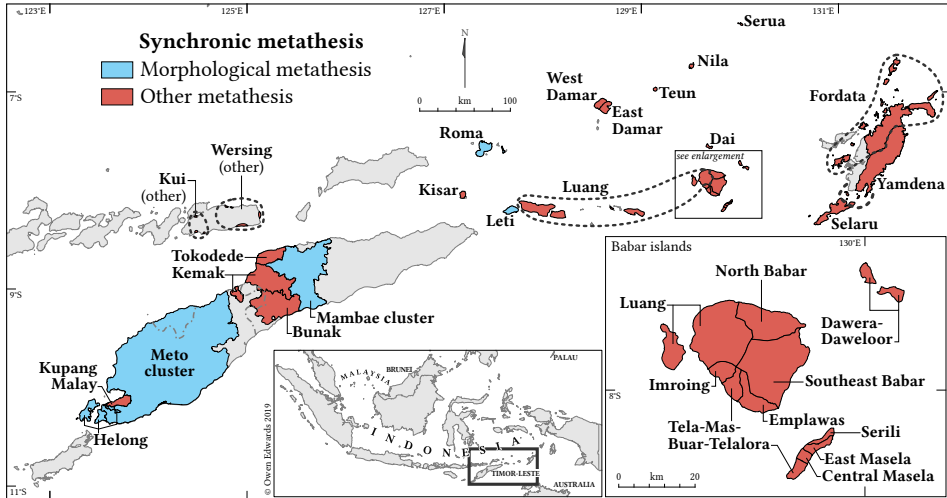 123°E
125°E
127°E
129°E
131°E
Synchronic metathesis
Morphological metathesis
Other metathesis
N
0
km
100
7°S
9°S
11°S
Serua
Nila
Teun
West
Damar
East
Damar
Dai
see enlargement
Fordata
Yamdena
Selaru
Roma
Kisar
Leti
Luang
Wersing
(other)
Kui
(other)
Tokodede
Kemak
Mambae cluster
Bunak
Meto
cluster
Kupang
Malay
Helong
© Owen Edwards 2019
PALAU
BRUNEI
MALAYSIA
INDONESIA
TIMOR-LESTE
AUSTRALIA
Babar islands
130°E
8°S
North Babar
Luang
Dawera-
Daweloor
Imroing
Southeast Babar
Emplawas
Tela-Mas-
Buar-Telalora
Serili
East Masela
Central Masela
0
km
20